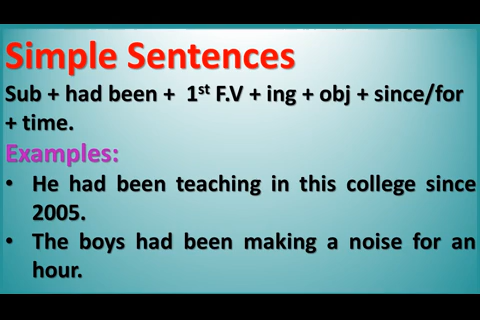 Simple Sentences
Sub + had been + 1st F.V + ing + obj + since/for
+ time.
Examples:
• He had been teaching in this college since
2005.
• The boys had been making a noise for an
hour.